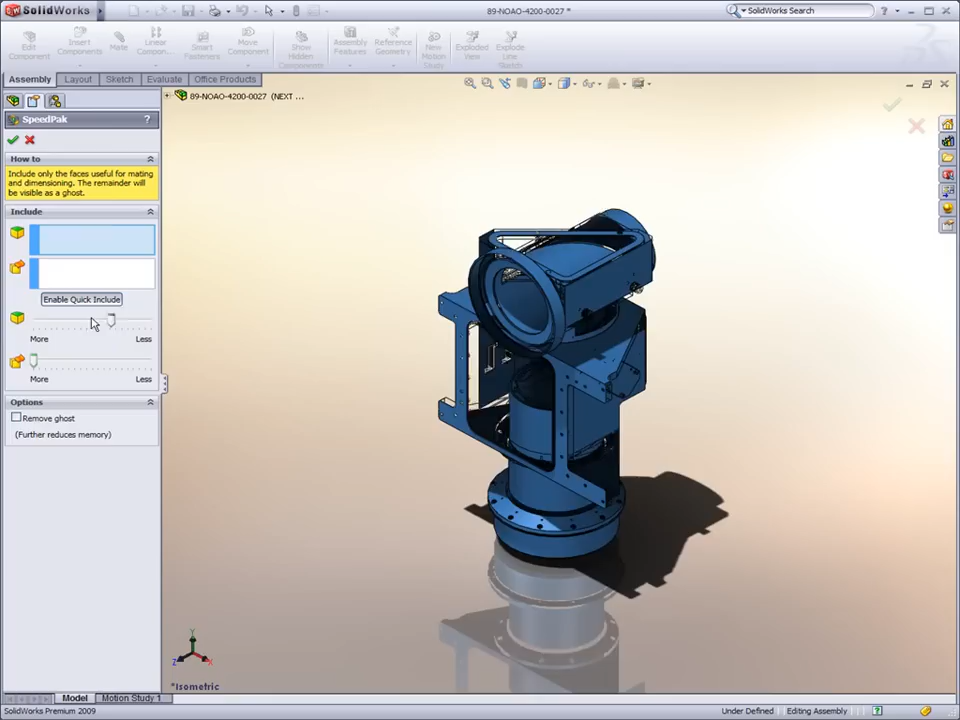 SolidWorks
89-NOAO-4200-0027 *
SolidWorks Search
Edit Component
Insert Components
Mate
Linear Compon...
Smart Fasteners
Move Component
Show Hidden Components
Assembly Features
Reference Geometry
New Motion Study
Exploded View
Explode Line Sketch
Assembly
Layout
Sketch
Evaluate
Office Products
89-NOAO-4200-0027 (NEXT ...
SpeedPak
?
How to
Include only the faces useful for mating
and dimensioning. The remainder will
be visible as a ghost.
Include
Enable Quick Include
More
Less
More
Less
Options
Remove ghost
(Further reduces memory)
Y
Z
X
*Isometric
Model
Motion Study 1
SolidWorks Premium 2009
Under Defined
Editing Assembly